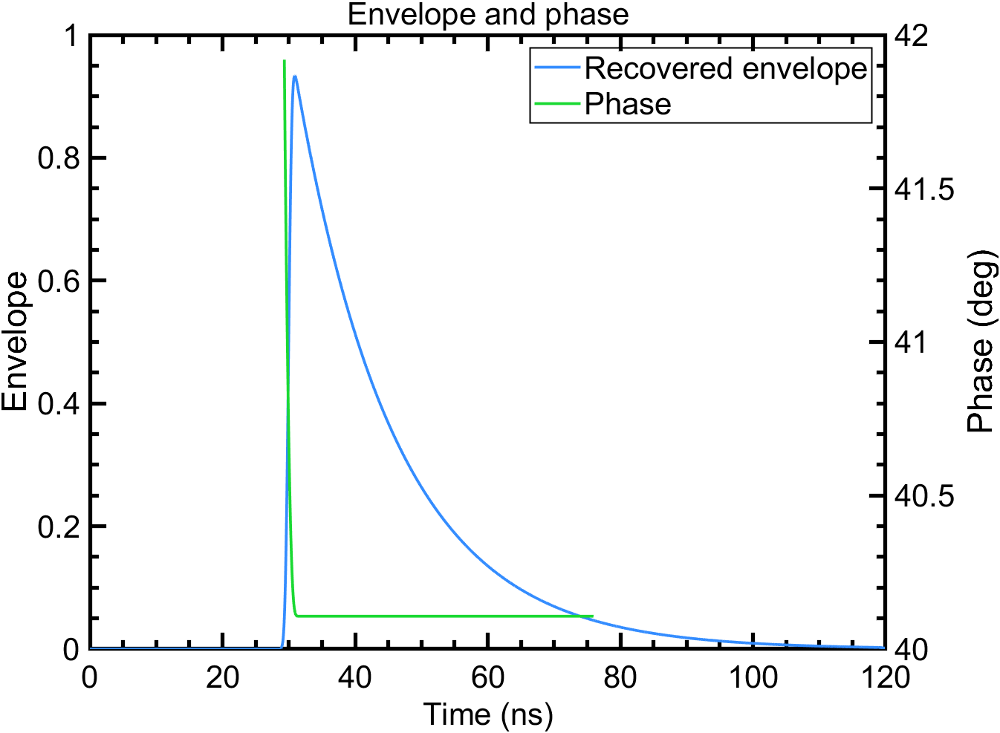 Envelope and phase
Recovered envelope
Phase
Envelope
1
0.8
0.6
0.4
0.2
0
42
41.5
41
40.5
40
Phase (deg)
0 20 40 60 80 100 120
Time (ns)